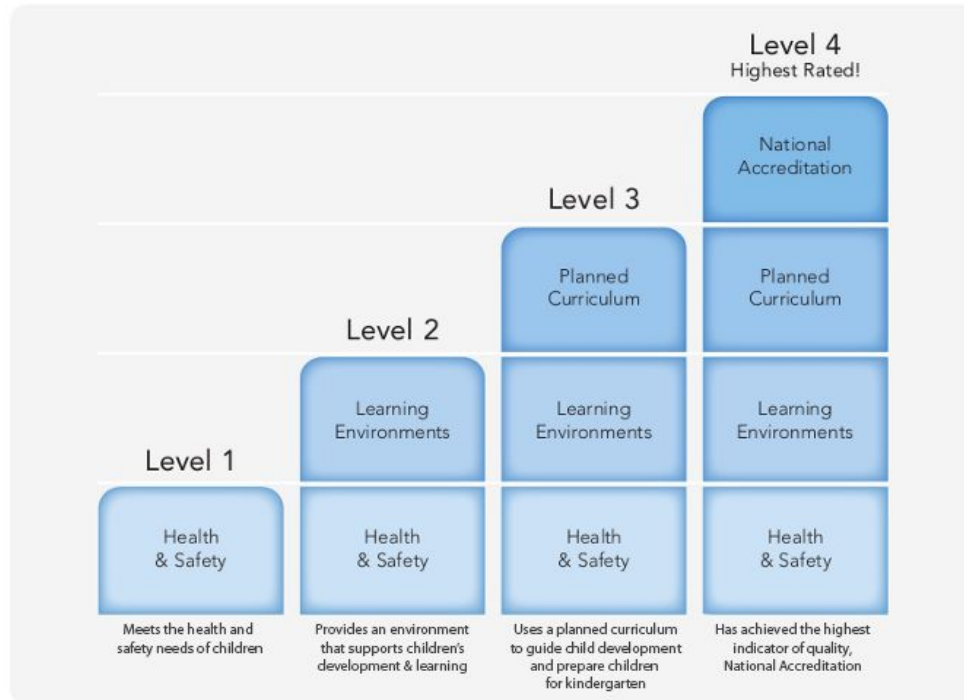 Level 4
Highest Rated!
National
Accreditation
Level 3
Planned
Curriculum
Planned
Curriculum
Level 2
Learning
Environments
Learning
Environments
Learning
Environments
Level 1
Health
& Safety
Health
& Safety
Health
& Safety
Health
& Safety
Meets the health and
safety needs of children
Provides an environment
that supports children's
development & learning
Uses a planned curriculum
to guide child development
and prepare children
for kindergarten
Has achieved the highest
indicator of quality,
National Accreditation